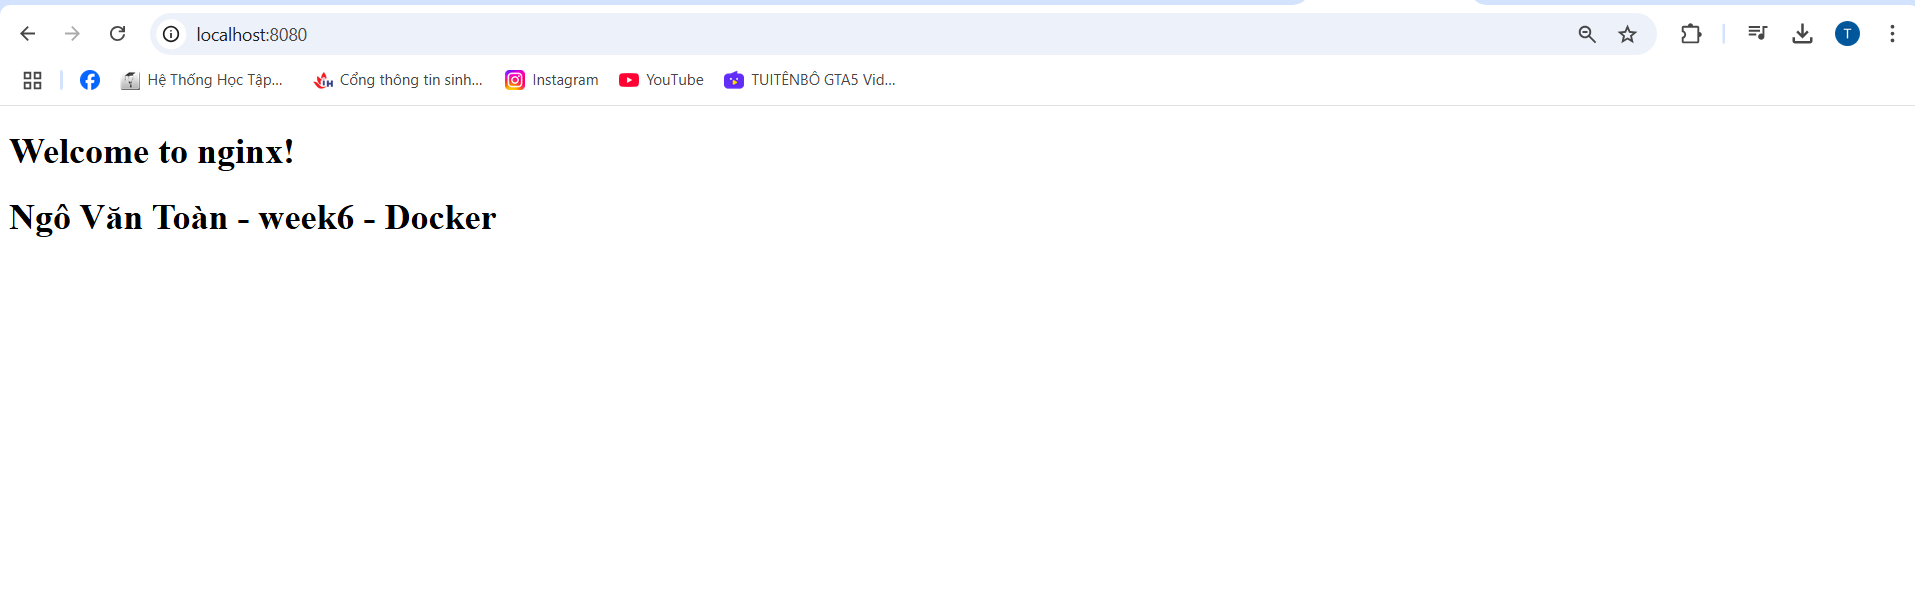 localhost:8080
T
Hệ Thống Học Tập...
Cổng thông tin sinh...
Instagram
YouTube
TUITÊNBÔ GTA5 Vid...
Welcome to nginx!
Ngô Văn Toàn - week6 - Docker